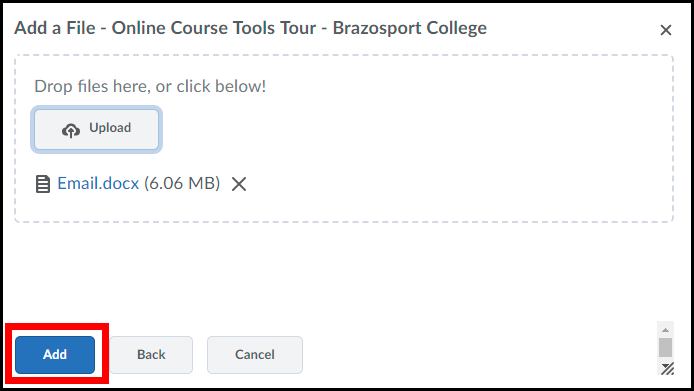 Add a File - Online Course Tools Tour - Brazosport College
Drop files here, or click below!
Upload
Email.docx (6.06 MB)
Add Back Cancel